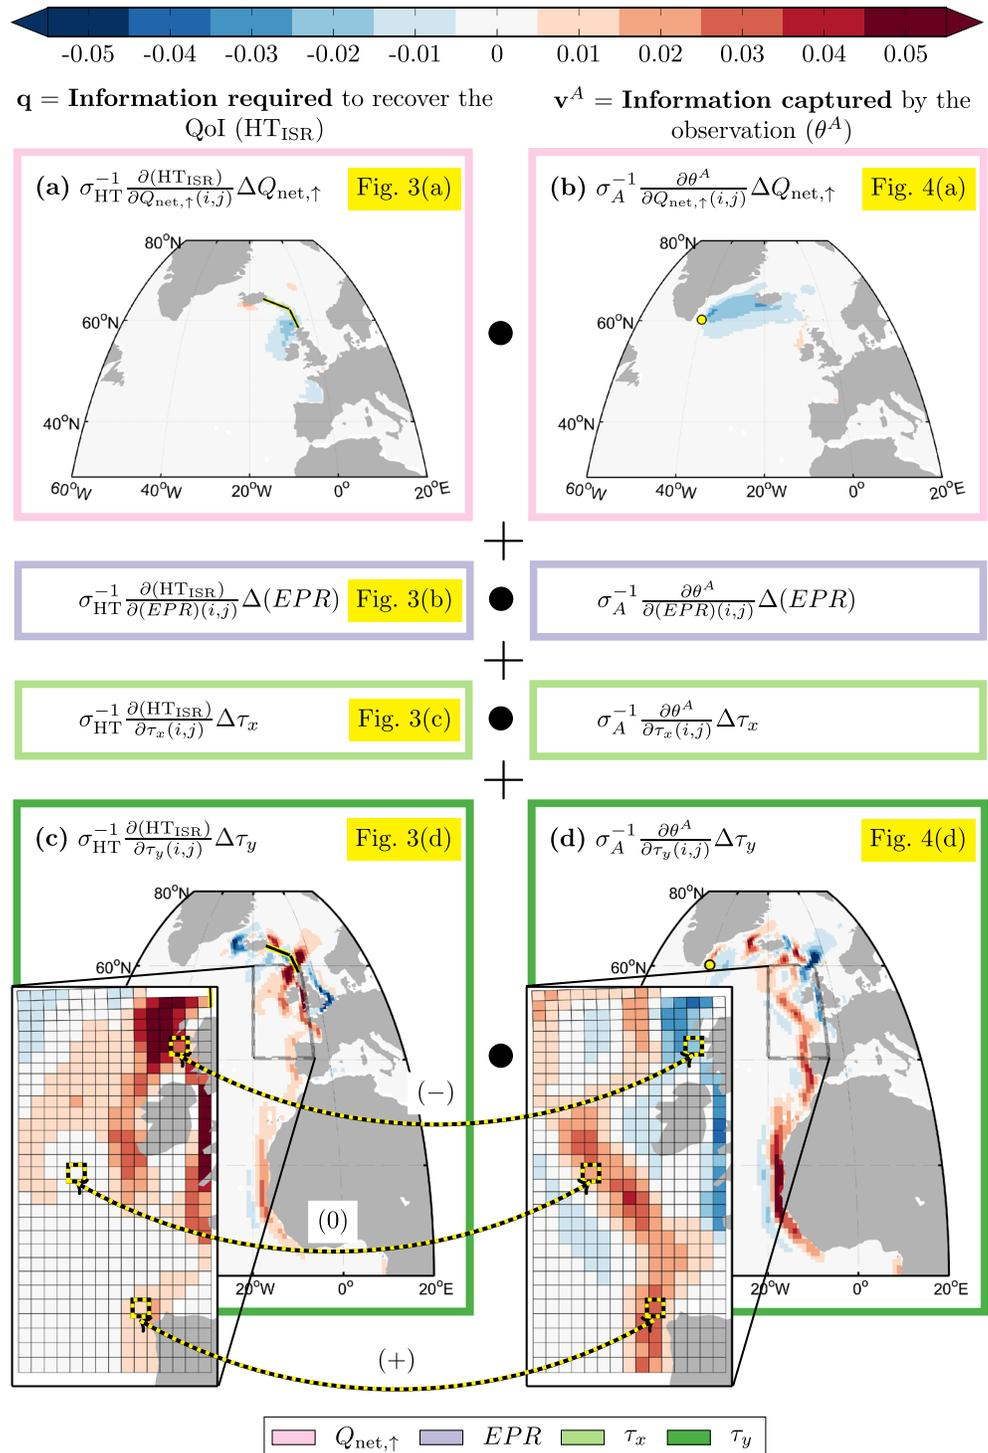 -0.05 -0.04 -0.03 -0.02 -0.01 0 0.01 0.02 0.03 0.04 0.05
q = Information required to recover the
QoI (HT_ISR)
v^A = Information captured by the
observation (θ^A)
(a) σ_HT^{-1} ∂(HT_ISR)/∂Q_net,↑(i,j) ΔQ_net,↑ Fig. 3(a)
80°N
60°N
40°N
60°W 40°W 20°W 0° 20°E
(b) σ_A^{-1} ∂θ^A/∂Q_net,↑(i,j) ΔQ_net,↑ Fig. 4(a)
80°N
60°N
40°N
60°W 40°W 20°W 0° 20°E
+
σ_HT^{-1} ∂(HT_ISR)/∂(EPR)(i,j) Δ(EPR) Fig. 3(b)
σ_A^{-1} ∂θ^A/∂(EPR)(i,j) Δ(EPR)
+
σ_HT^{-1} ∂(HT_ISR)/∂τ_x(i,j) Δτ_x Fig. 3(c)
σ_A^{-1} ∂θ^A/∂τ_x(i,j) Δτ_x
+
(c) σ_HT^{-1} ∂(HT_ISR)/∂τ_y(i,j) Δτ_y Fig. 3(d)
80°N
60°N
20°W 0° 20°E
(d) σ_A^{-1} ∂θ^A/∂τ_y(i,j) Δτ_y Fig. 4(d)
80°N
60°N
20°W 0° 20°E
(−)
(0)
(+)
Q_net,↑ EPR τ_x τ_y